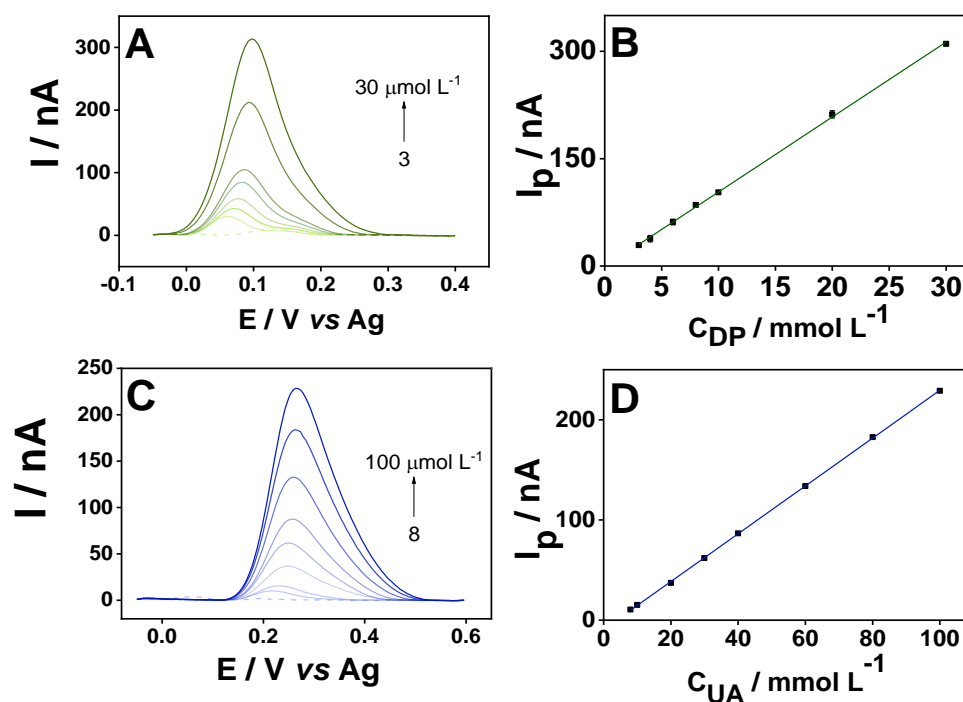 A
I / nA
300
200
100
0
30 μmol L⁻¹
3
-0.1 0.0 0.1 0.2 0.3 0.4
E / V vs Ag
B
Ip / nA
300
150
0
0 5 10 15 20 25 30
CDP / mmol L⁻¹
C
I / nA
250
200
150
100
50
0
100 μmol L⁻¹
8
0.0 0.2 0.4 0.6
E / V vs Ag
D
Ip / nA
200
100
0
0 20 40 60 80 100
CUA / mmol L⁻¹